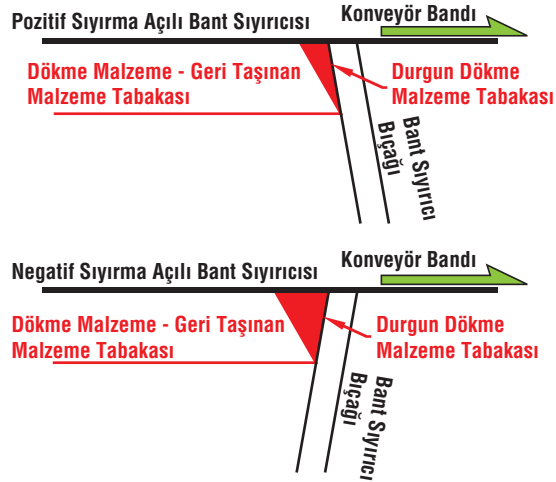 Pozitif Sıyırma Açılı Bant Sıyırıcısı
Konveyör Bandı
Dökme Malzeme - Geri Taşınan
Malzeme Tabakası
Durgun Dökme
Malzeme Tabakası
Bant Sıyırıcı
Bıçağı
Negatif Sıyırma Açılı Bant Sıyırıcısı
Konveyör Bandı
Dökme Malzeme - Geri Taşınan
Malzeme Tabakası
Durgun Dökme
Malzeme Tabakası
Bant Sıyırıcı
Bıçağı